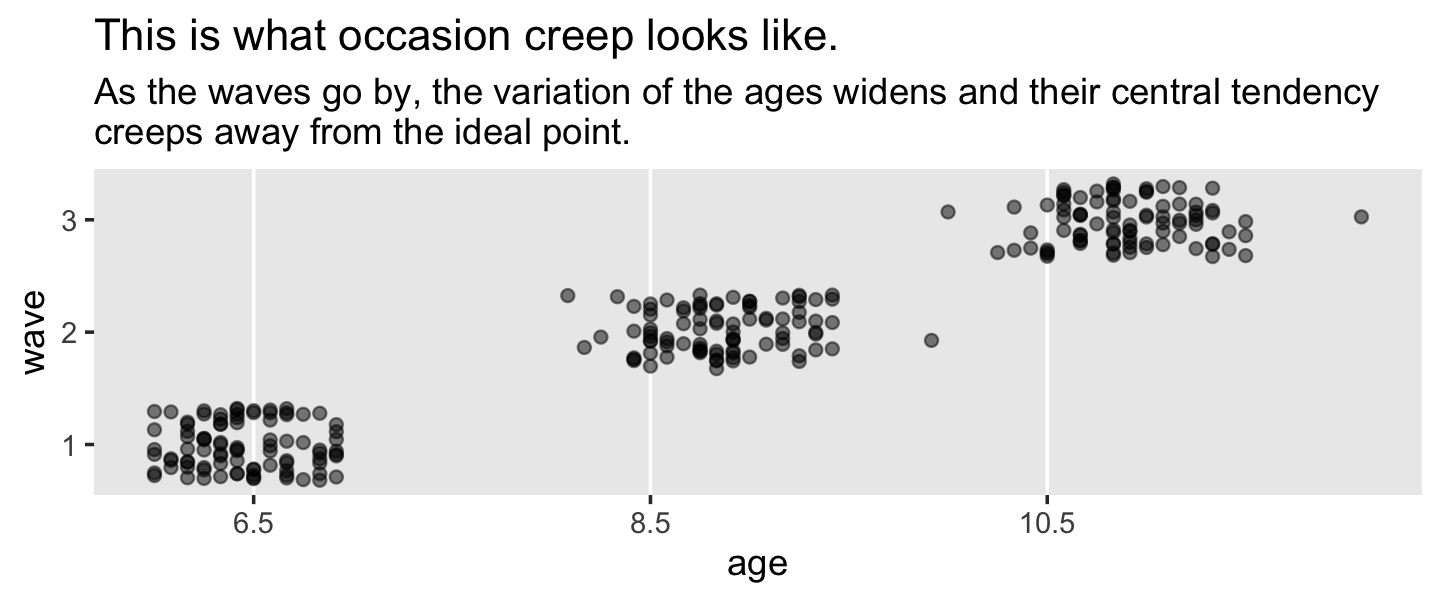 This is what occasion creep looks like.
As the waves go by, the variation of the ages widens and their central tendency
creeps away from the ideal point.
3
2
1
wave
6.5 8.5 10.5
age